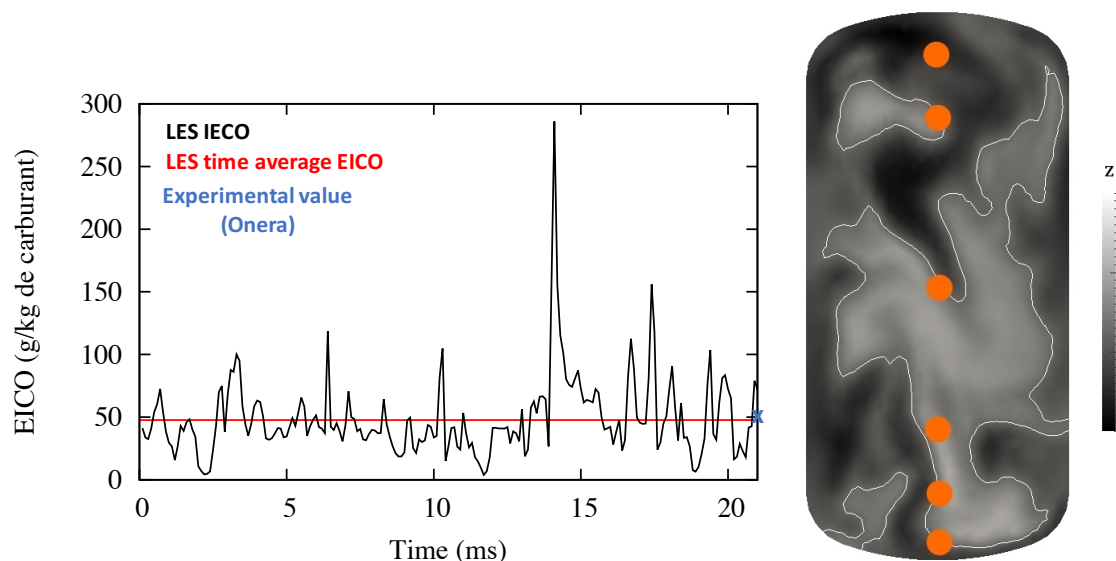 300
250
200
150
100
50
0
EICO (g/kg de carburant)
LES IECO
LES time average EICO
Experimental value
(Onera)
x
0
5
10
15
20
Time (ms)
z